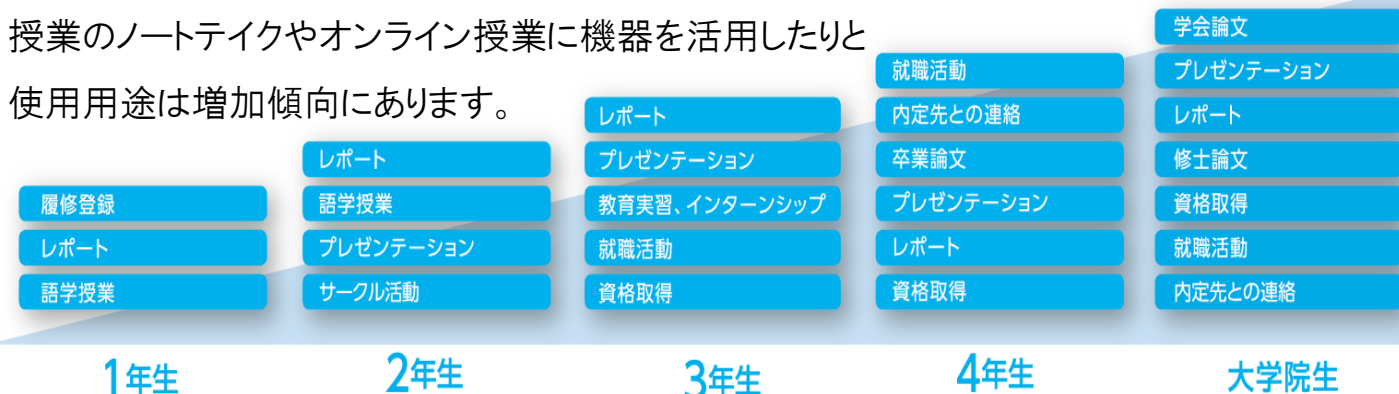 授業のノートテイクやオンライン授業に機器を活用したりと
使用用途は増加傾向にあります。
履修登録
レポート
語学授業
1年生
レポート
語学授業
プレゼンテーション
サークル活動
2年生
レポート
プレゼンテーション
教育実習、インターンシップ
就職活動
資格取得
3年生
就職活動
内定先との連絡
卒業論文
プレゼンテーション
レポート
資格取得
4年生
学会論文
プレゼンテーション
レポート
修士論文
資格取得
就職活動
内定先との連絡
大学院生